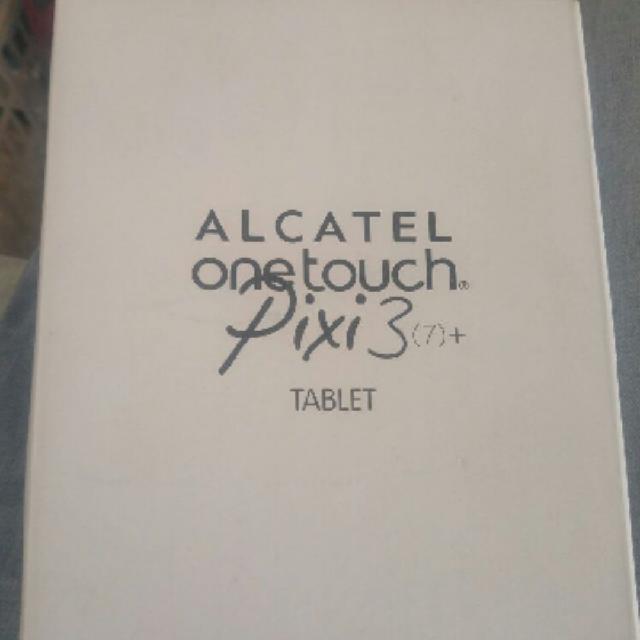 ALCATEL
onetouch®
Pixi 3 (7)+
TABLET